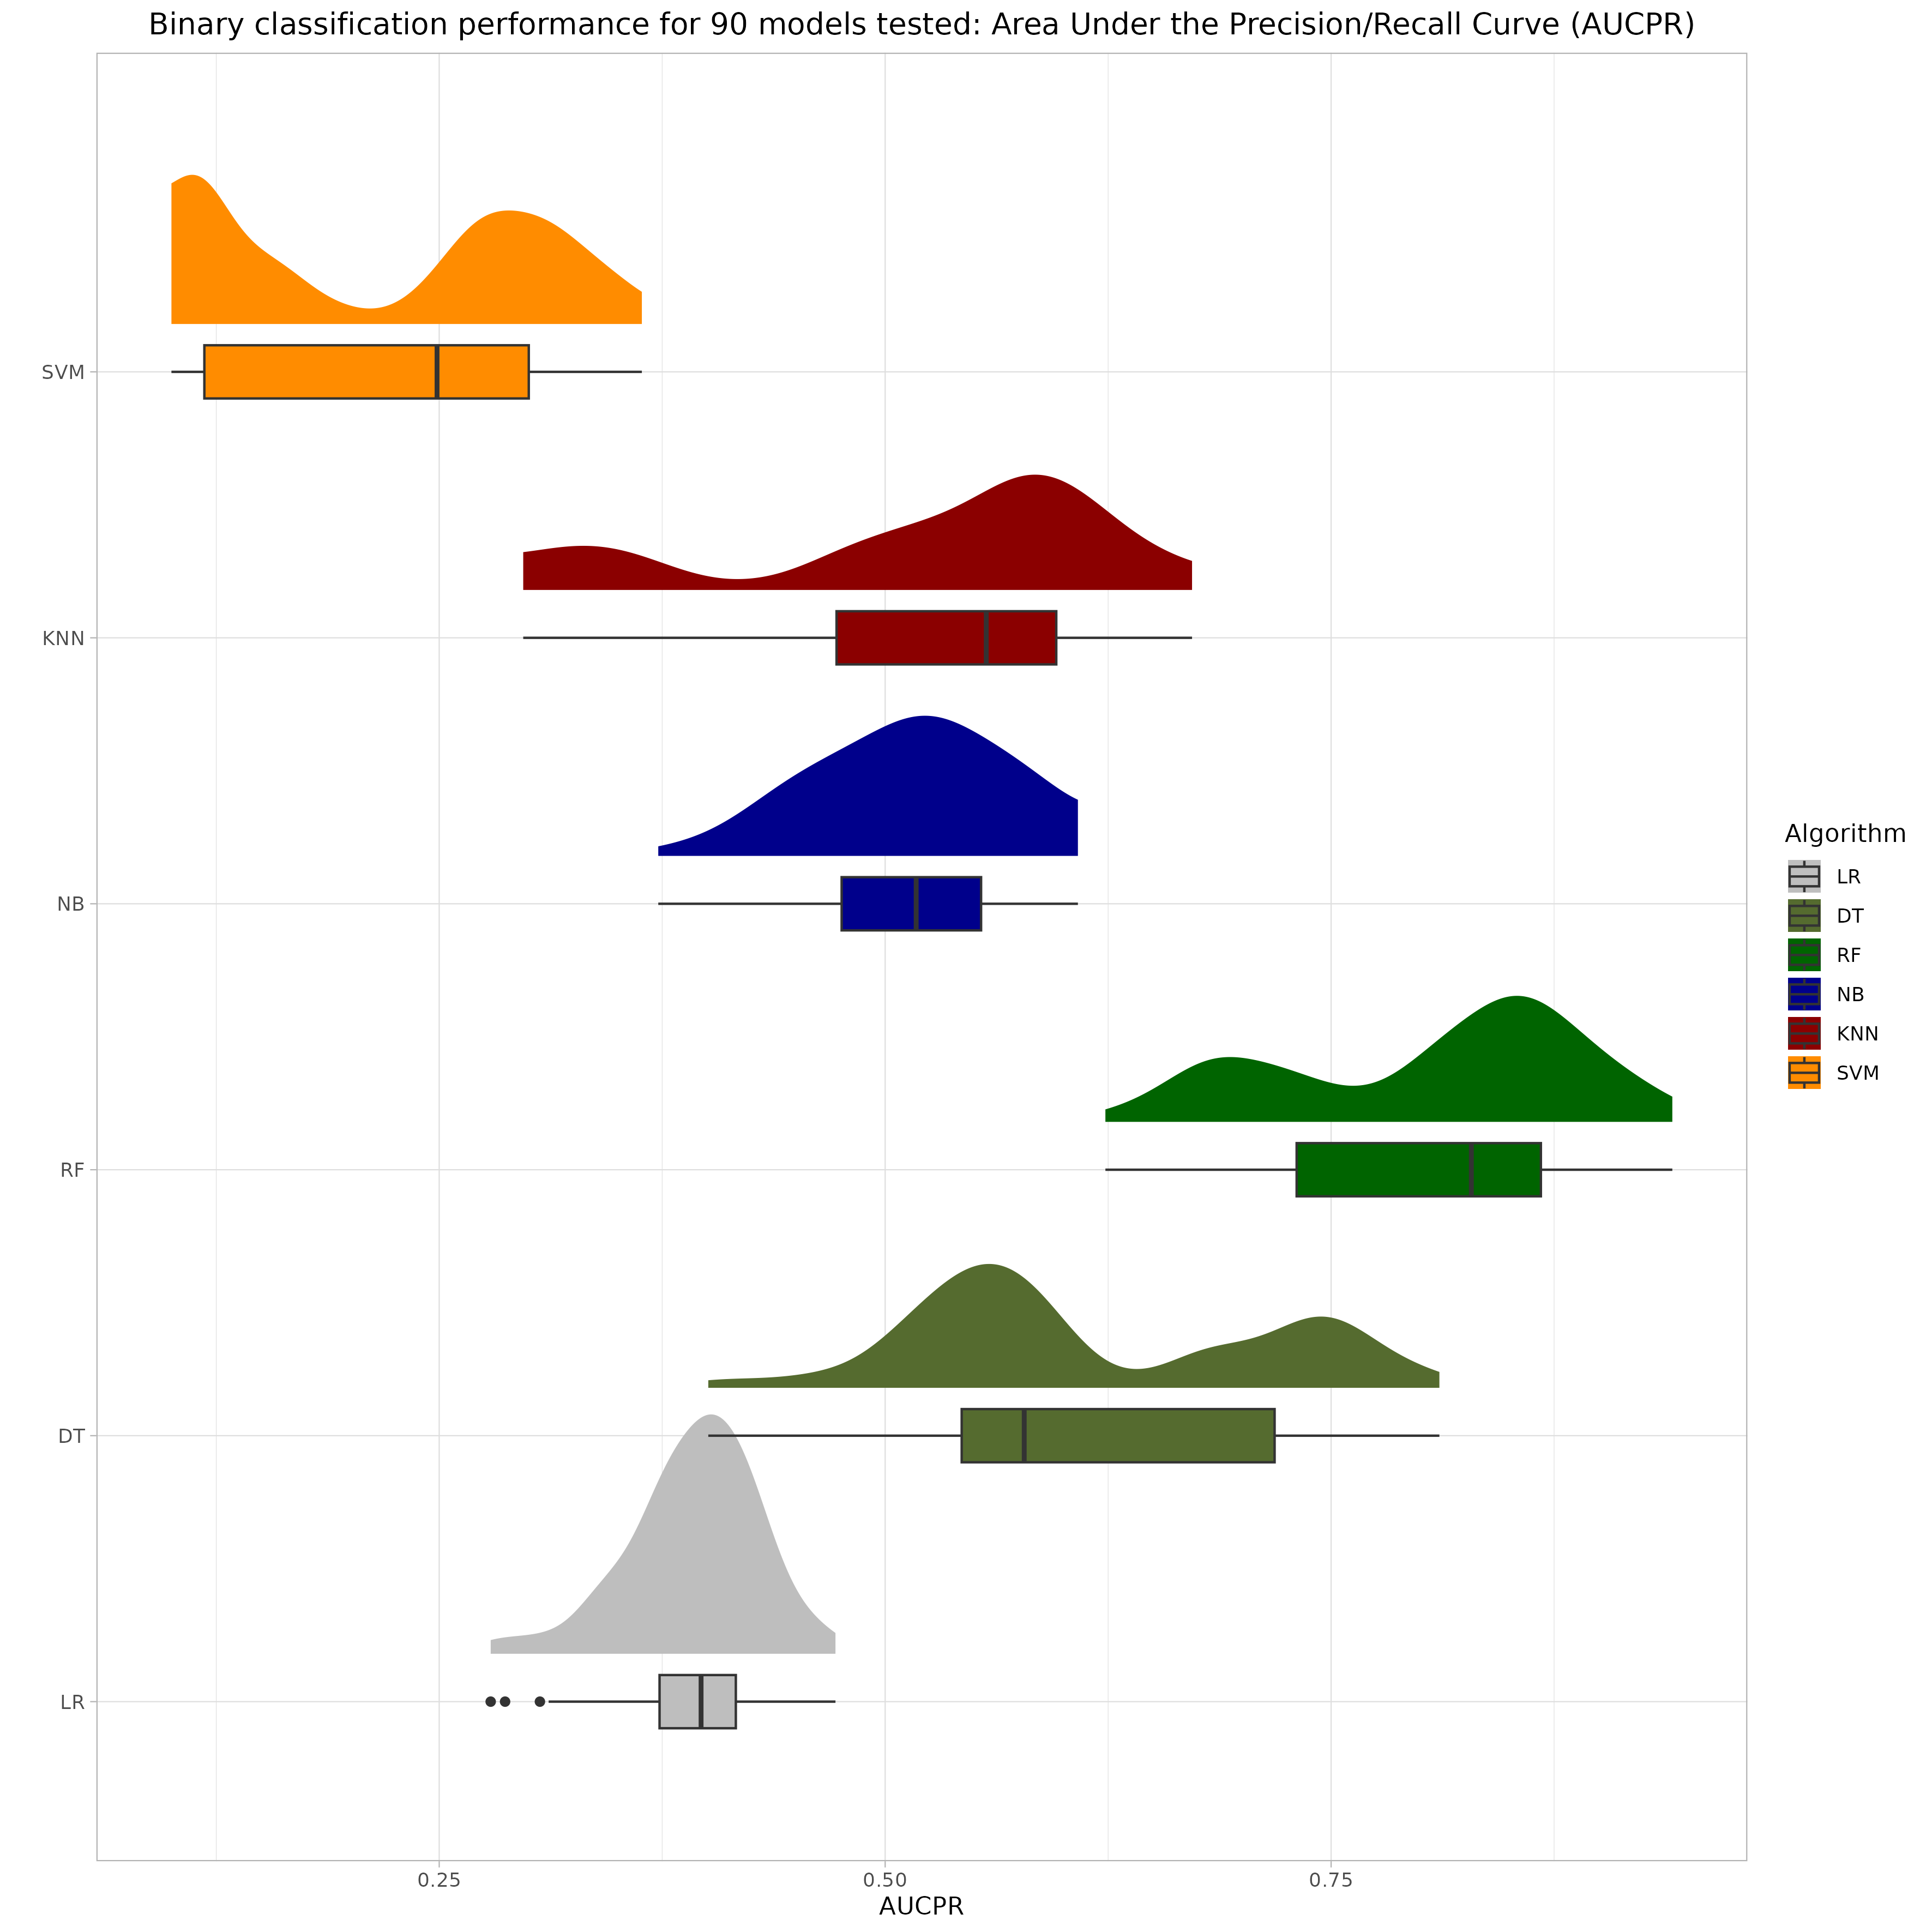 Binary classification performance for 90 models tested: Area Under the Precision/Recall Curve (AUCPR)
SVM
KNN
NB
RF
DT
LR
0.25 0.50 0.75
AUCPR
Algorithm
LR
DT
RF
NB
KNN
SVM